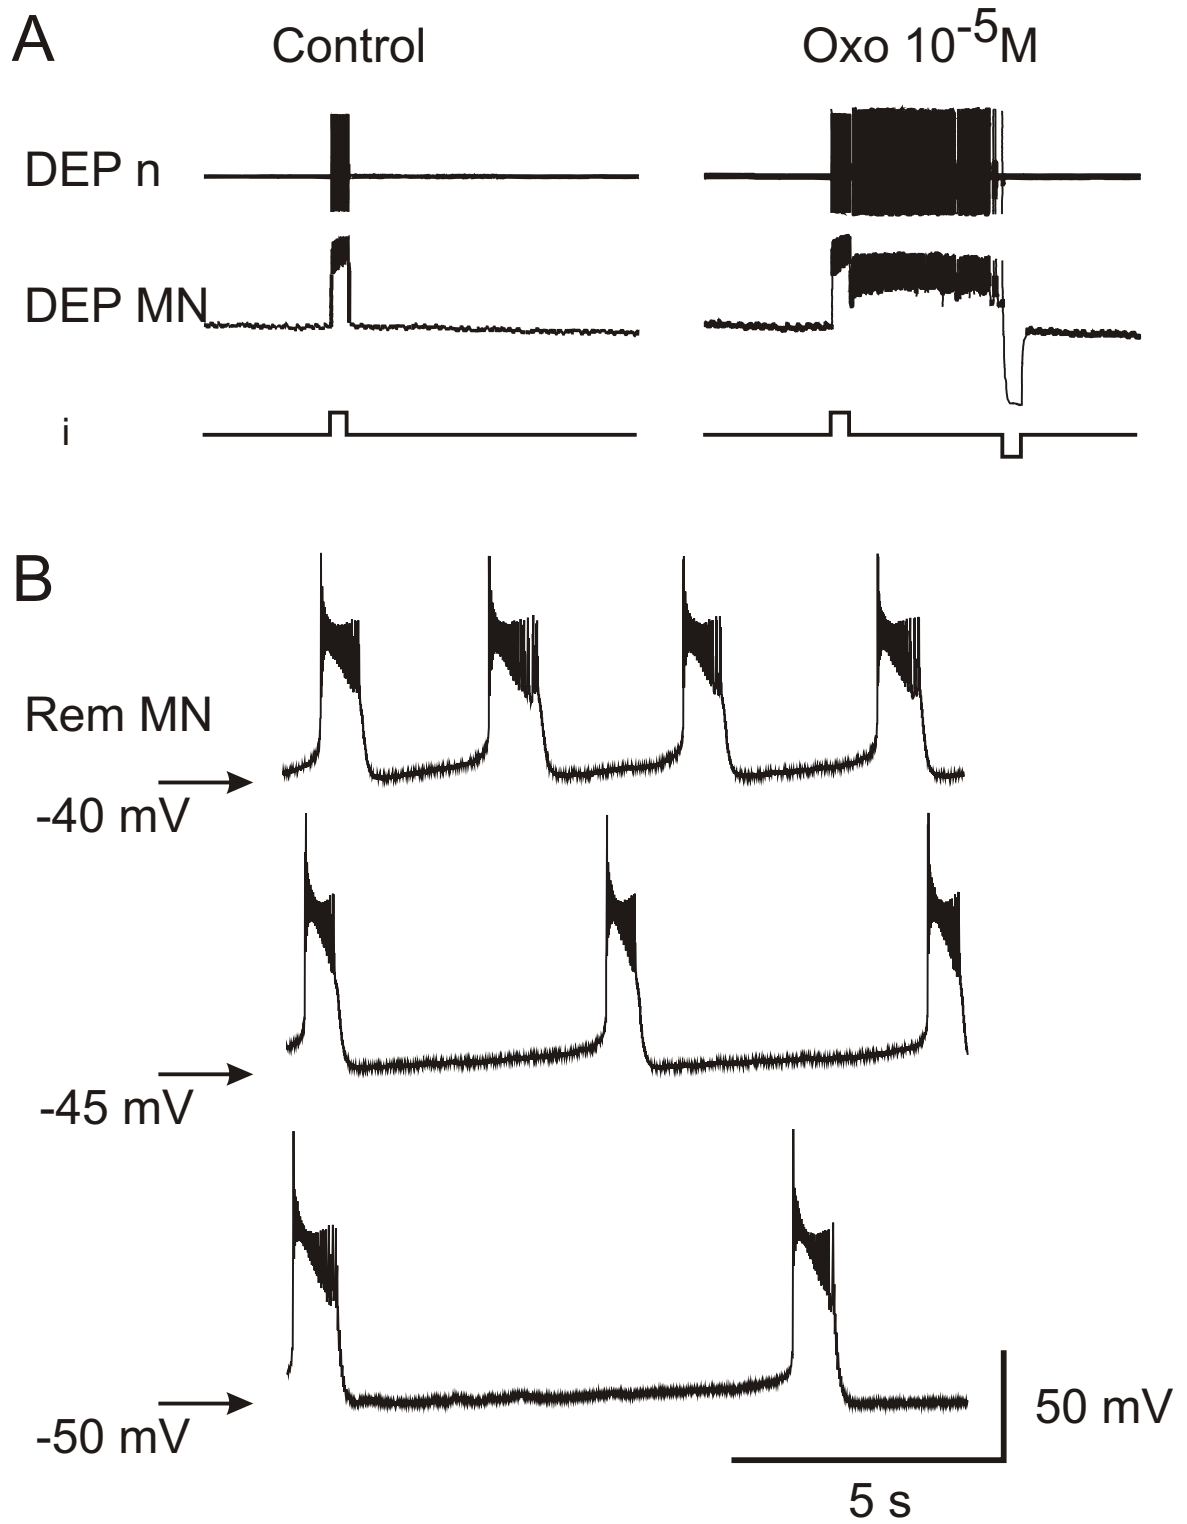 A
Control
Oxo 10⁻⁵M
DEP n
DEP MN
i
B
Rem MN
-40 mV
-45 mV
-50 mV
50 mV
5 s